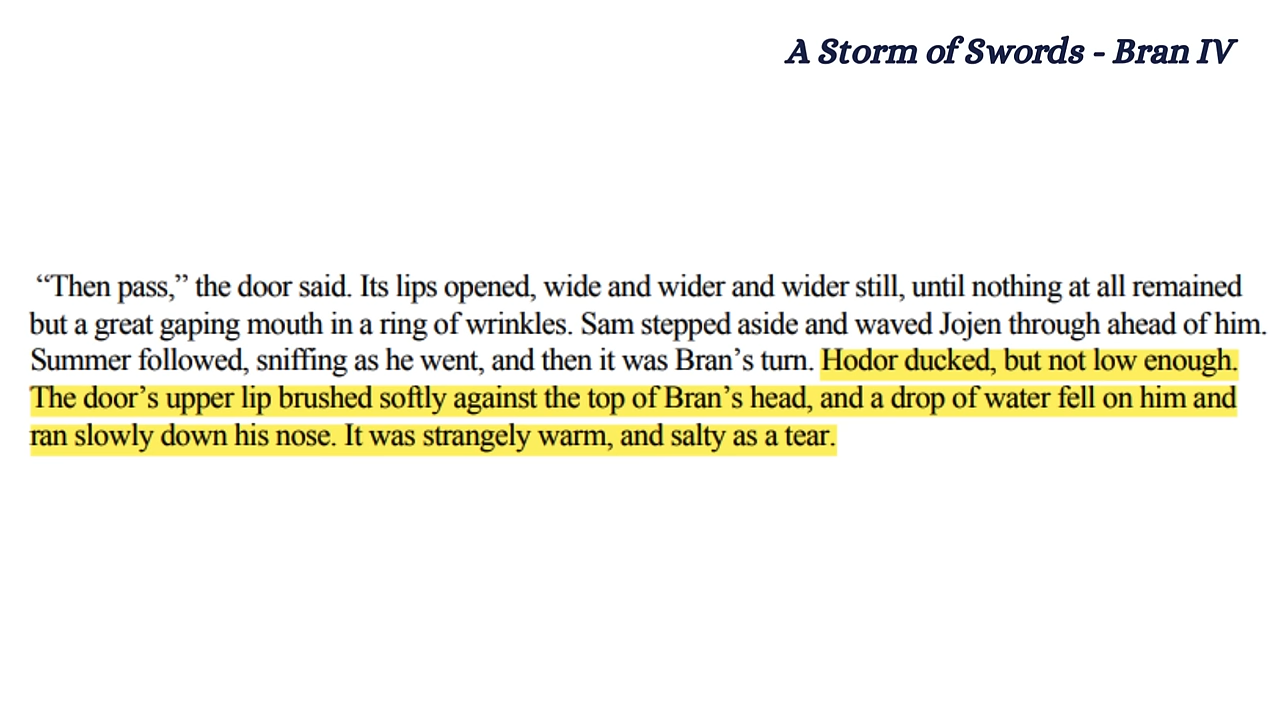 A Storm of Swords - Bran IV
“Then pass,” the door said. Its lips opened, wide and wider and wider still, until nothing at all remained
but a great gaping mouth in a ring of wrinkles. Sam stepped aside and waved Jojen through ahead of him.
Summer followed, sniffing as he went, and then it was Bran’s turn. Hodor ducked, but not low enough.
The door’s upper lip brushed softly against the top of Bran’s head, and a drop of water fell on him and
ran slowly down his nose. It was strangely warm, and salty as a tear.